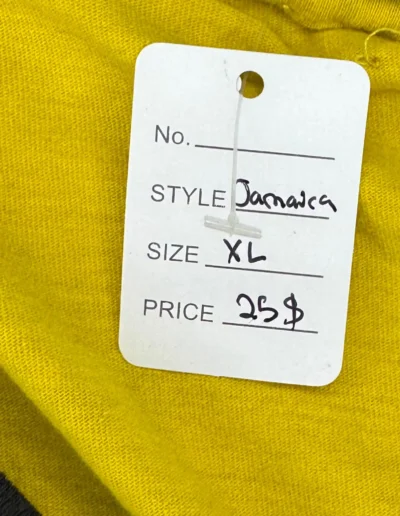 No.
STYLE Jamaica
SIZE XL
PRICE 25$